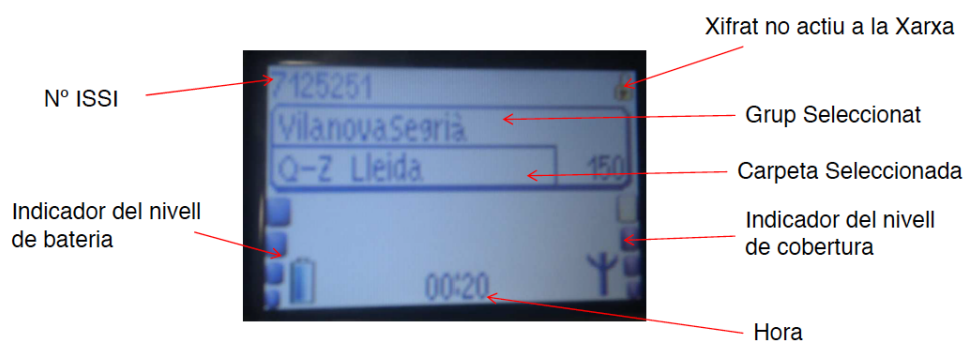 Xifrat no actiu a la Xarxa
Nº ISSI
7125251
VilanovaSegrià
Grup Seleccionat
Q-Z Lleida
150
Carpeta Seleccionada
Indicador del nivell
de bateria
Indicador del nivell
de cobertura
00:20
Hora